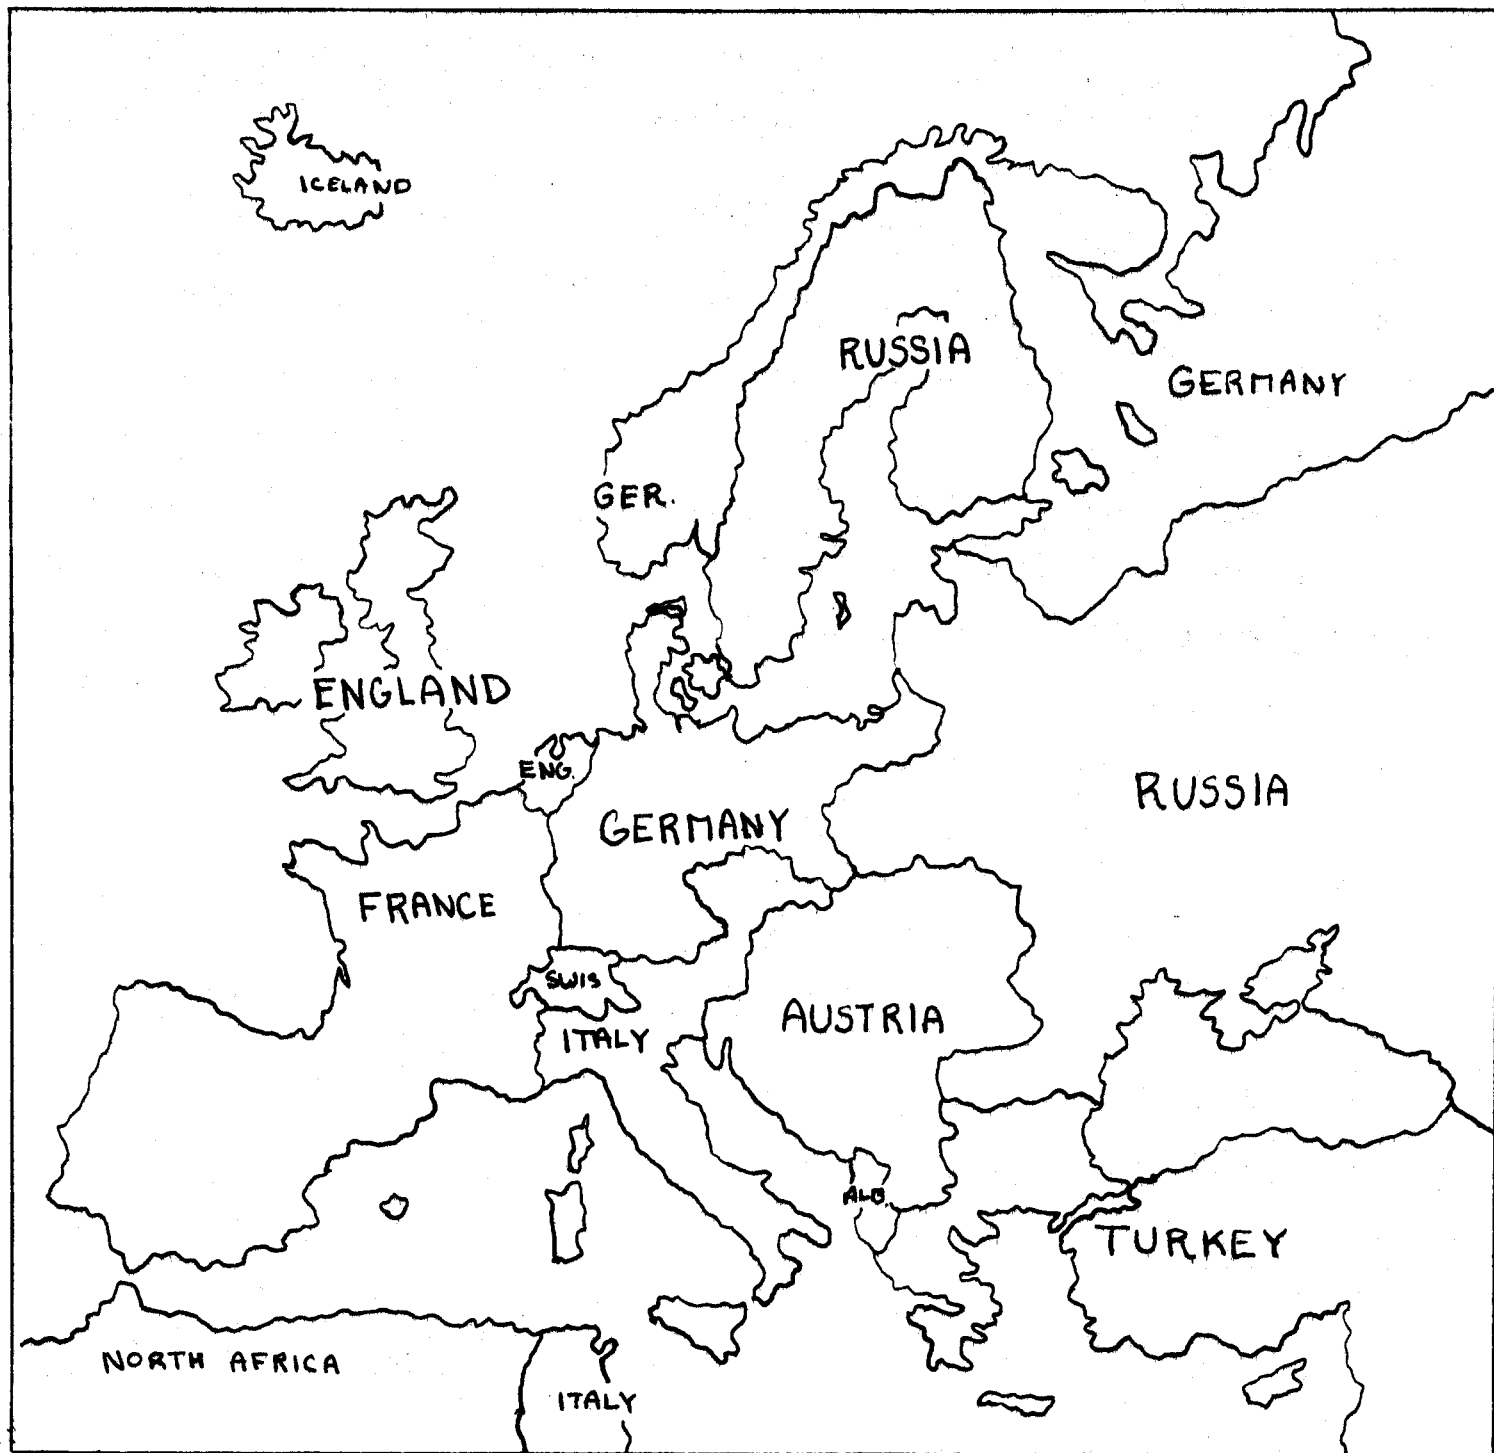 ICELAND
RUSSIA
GERMANY
GER.
ENGLAND
ENG.
RUSSIA
GERMANY
FRANCE
SWIS
AUSTRIA
ITALY
ALB.
TURKEY
NORTH AFRICA
ITALY